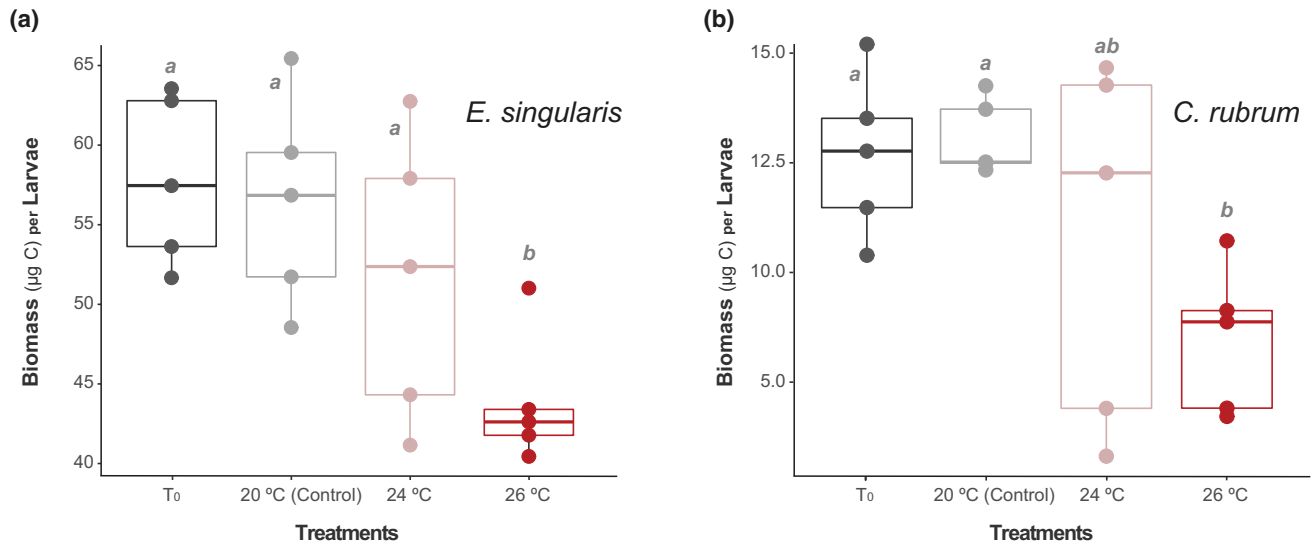 (a)
65
60
55
50
45
40
Biomass (µg C) per Larvae
a
a
a
b
E. singularis
T0
20 ºC (Control)
24 ºC
26 ºC
Treatments
(b)
15.0
12.5
10.0
5.0
Biomass (µg C) per Larvae
a
a
ab
b
C. rubrum
T0
20 ºC (Control)
24 ºC
26 ºC
Treatments